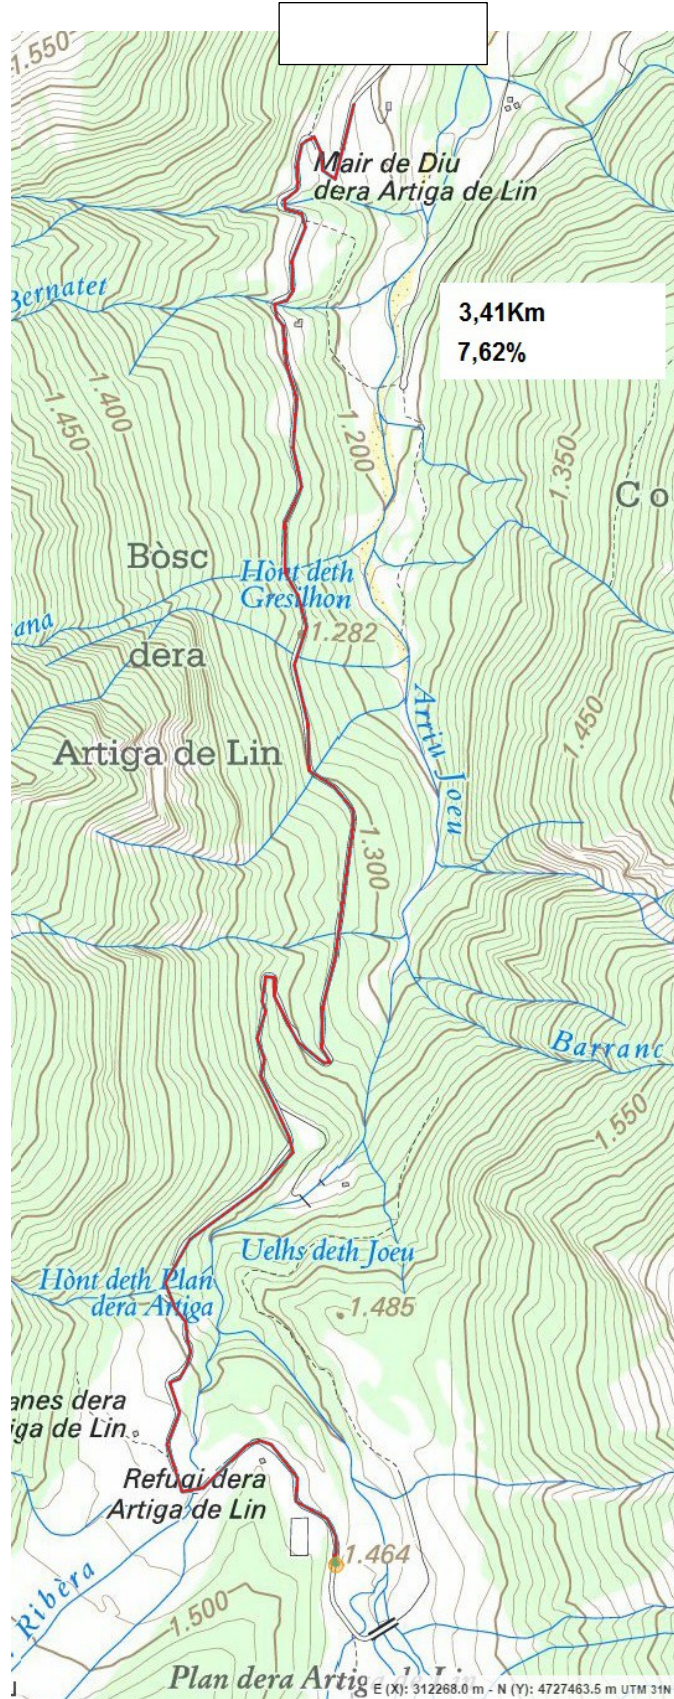 1.550
Mair de Diu
dera Artiga de Lin
Bernatet
3,41Km
7,62%
1.400
1.450
1.200
1.350
Co
Bòsc
Hònt deth
Gresilhon
ana
1.282
dera
Arriu Joeu
1.450
Artiga de Lin
1.300
Barranc
1.550
Uelhs deth Joeu
Hònt deth Plan
dera Artiga
1.485
anes dera
iga de Lin
Refugi dera
Artiga de Lin
1.464
Ribèra
1.500
Plan dera Artiga de Lin
E (X): 312268.0 m - N (Y): 4727463.5 m UTM 31N